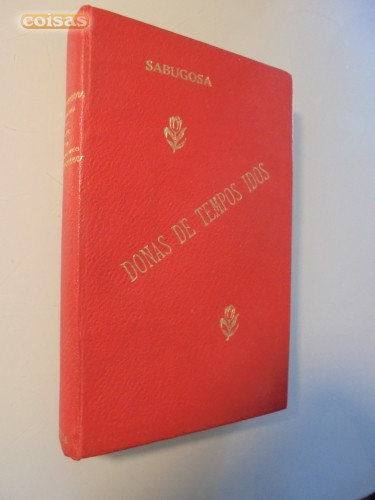 coisas
SABUGOSA
DONAS DE TEMPOS IDOS